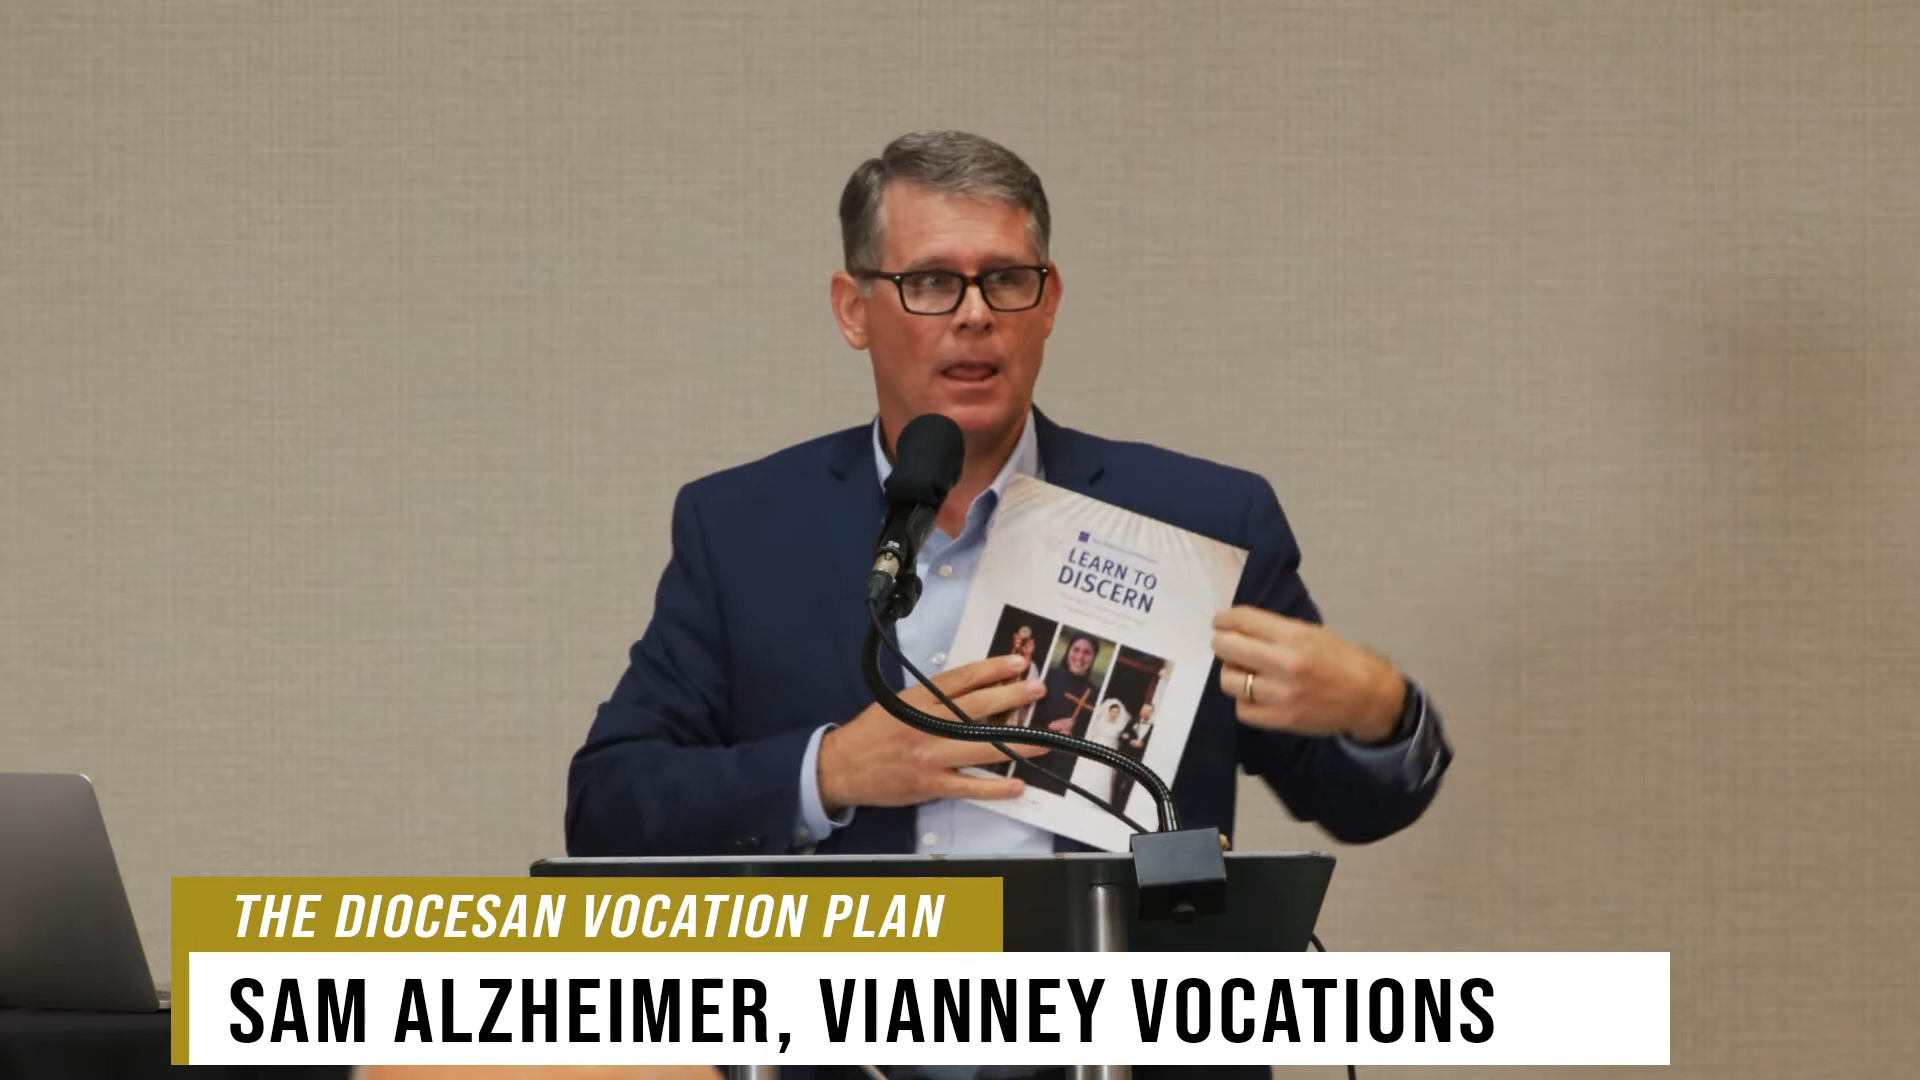 LEARN TO
DISCERN
THE DIOCESAN VOCATION PLAN
SAM ALZHEIMER, VIANNEY VOCATIONS